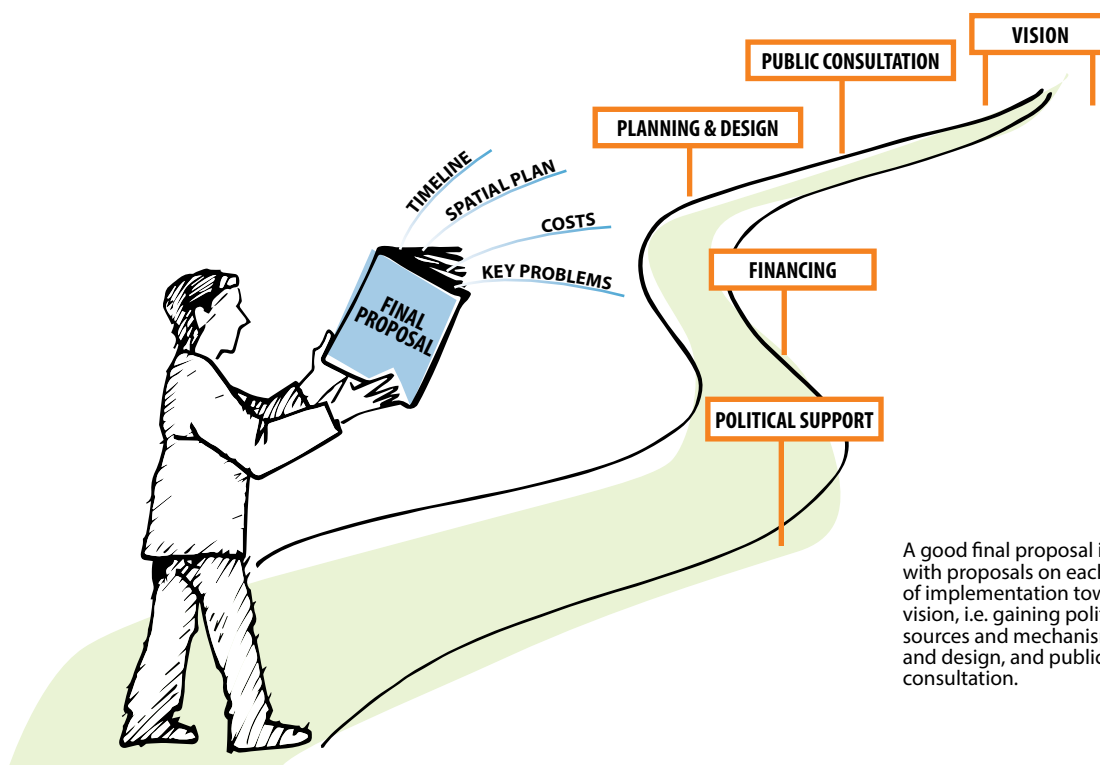 VISION
PUBLIC CONSULTATION
PLANNING & DESIGN
TIMELINE
SPATIAL PLAN
COSTS
KEY PROBLEMS
FINAL
PROPOSAL
FINANCING
POLITICAL SUPPORT
A good final proposal i
with proposals on each
of implementation tow
vision, i.e. gaining polit
sources and mechanis
and design, and public
consultation.